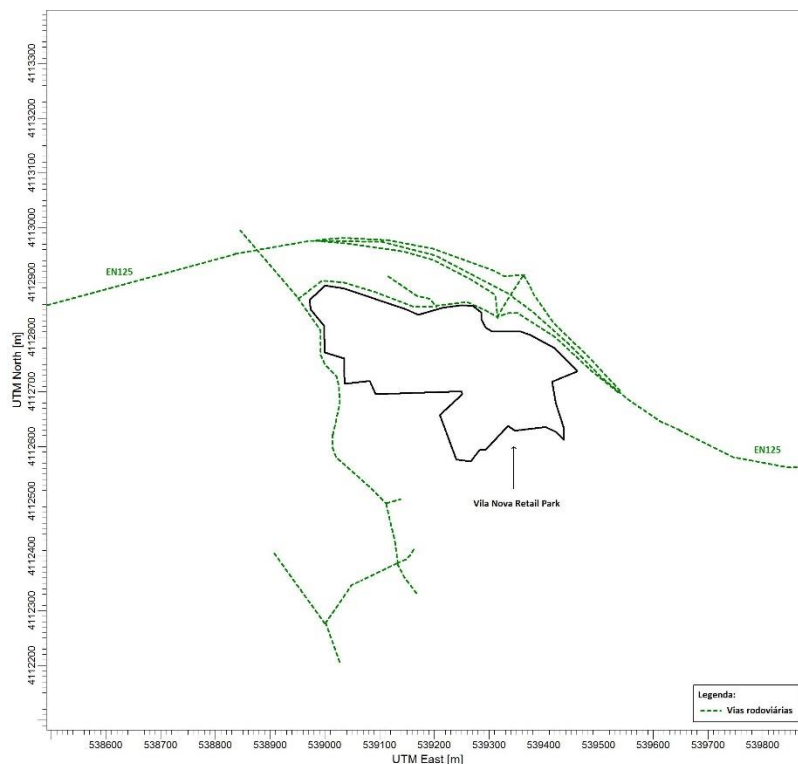 UTM North [m]
4113300
4113200
4113100
4113000
4112900
4112800
4112700
4112600
4112500
4112400
4112300
4112200
EN125
EN125
Vila Nova Retail Park
Legenda:
Vias rodoviárias
538600 538700 538800 538900 539000 539100 539200 539300 539400 539500 539600 539700 539800
UTM East [m]